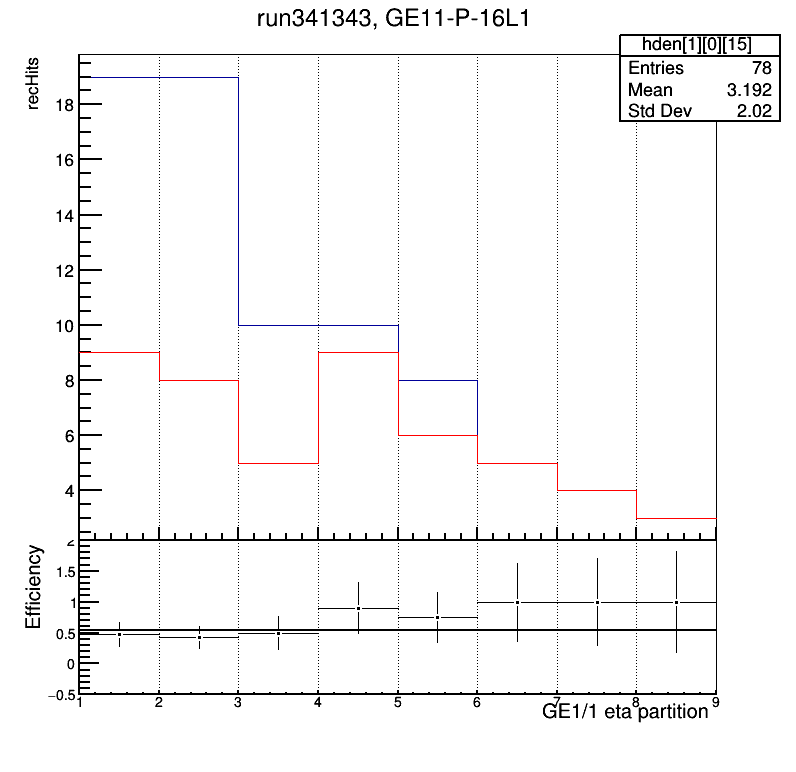 run341343, GE11-P-16L1
hden[1][0][15]
Entries 78
Mean 3.192
Std Dev 2.02
recHits
18
16
14
12
10
8
6
4
Efficiency
2
1.5
1
0.5
0
−0.5
1 2 3 4 5 6 7 8 9
GE1/1 eta partition